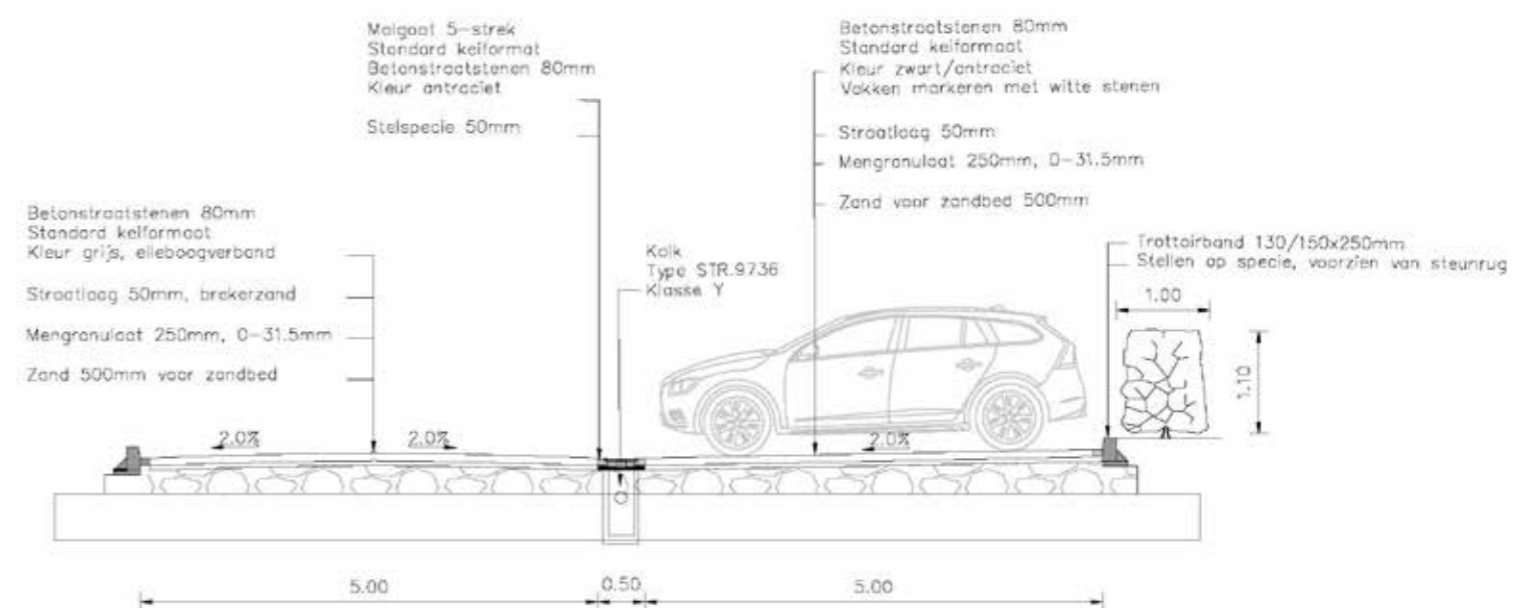 Molgoot 5-strek
Standard keiformat
Betonstraatstenen 80mm
Kleur antraciet
Stelspecie 50mm
Betonstraatstenen 80mm
Standard keiformaat
Kleur zwart/antraciet
Vakken markeren met witte stenen
Straatlaag 50mm
Mengranulaat 250mm, 0-31.5mm
Zand voor zandbed 500mm
Betonstraatstenen 80mm
Standard keiformaat
Kleur grijs, elleboogverband
Straatlaag 50mm, brekerzand
Mengranulaat 250mm, 0-31.5mm
Zand 500mm voor zandbed
Kolk
Type STR.9736
Klasse Y
Trottoirband 130/150x250mm
Stellen op specie, voorzien van steunrug
1.00
1.10
2.0%
2.0%
2.0%
5.00
0.50
5.00